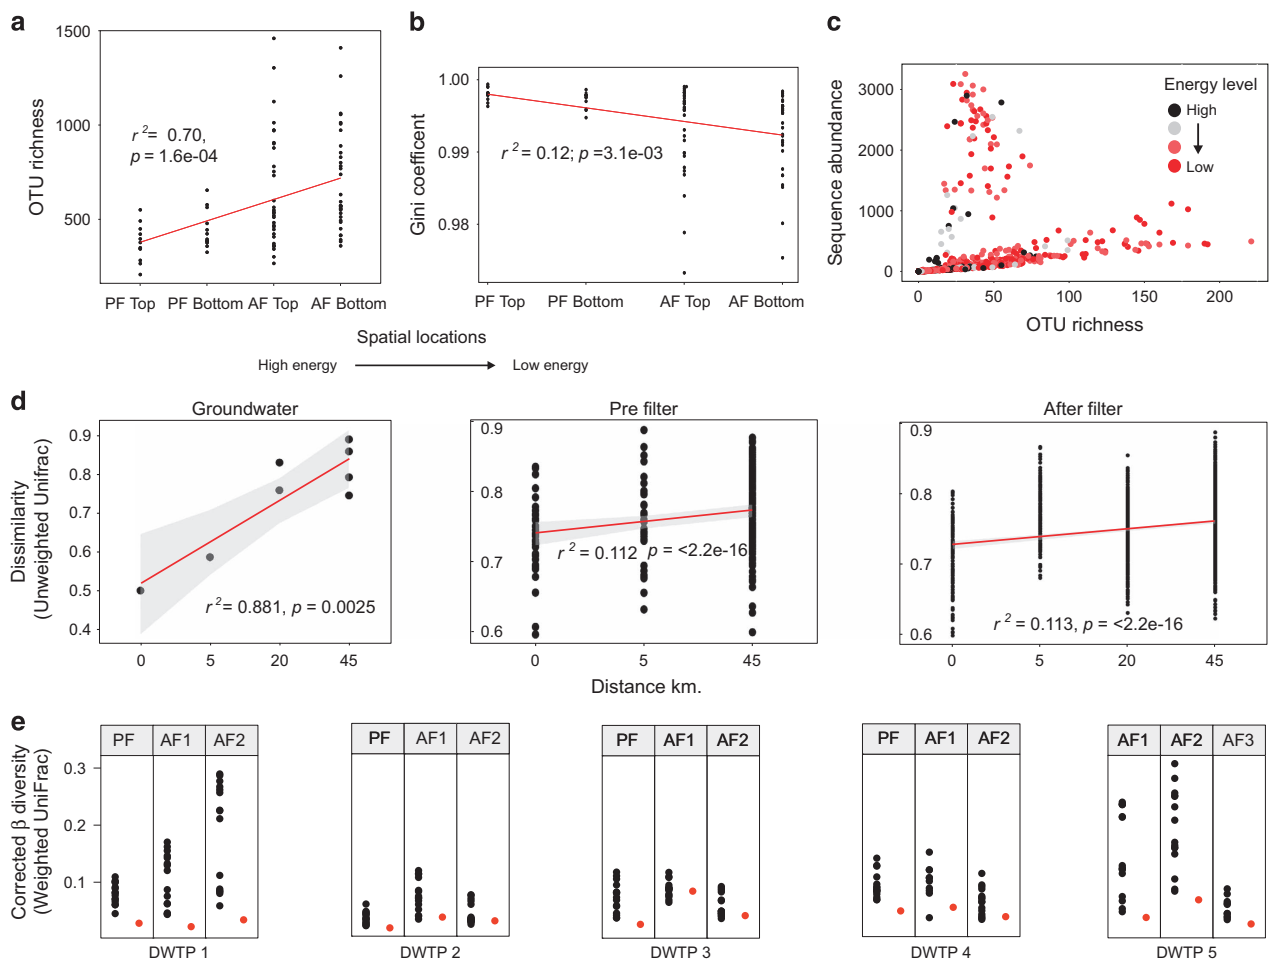 a
1500
1000
500
OTU richness
r 2= 0.70,
p = 1.6e-04
PF Top PF Bottom AF Top AF Bottom
b
1.00
0.99
0.98
Gini coefficent
r 2 = 0.12; p =3.1e-03
PF Top PF Bottom AF Top AF Bottom
Spatial locations
High energy Low energy
c
3000
2000
1000
0
Sequence abundance
Energy level
High
Low
0 50 100 150 200
OTU richness
d
Dissimilarity
(Unweighted Unifrac)
Groundwater
0.9
0.8
0.7
0.6
0.5
0.4
r 2= 0.881, p = 0.0025
0 5 20 45
Pre filter
0.9
0.8
0.7
0.6
r 2 = 0.112 p = <2.2e-16
0 5 45
Distance km.
After filter
0.9
0.8
0.7
0.6
r 2 = 0.113, p = <2.2e-16
0 5 20 45
e
Corrected β diversity
(Weighted UniFrac)
0.3
0.2
0.1
PF AF1 AF2
DWTP 1
PF AF1 AF2
DWTP 2
PF AF1 AF2
DWTP 3
PF AF1 AF2
DWTP 4
AF1 AF2 AF3
DWTP 5